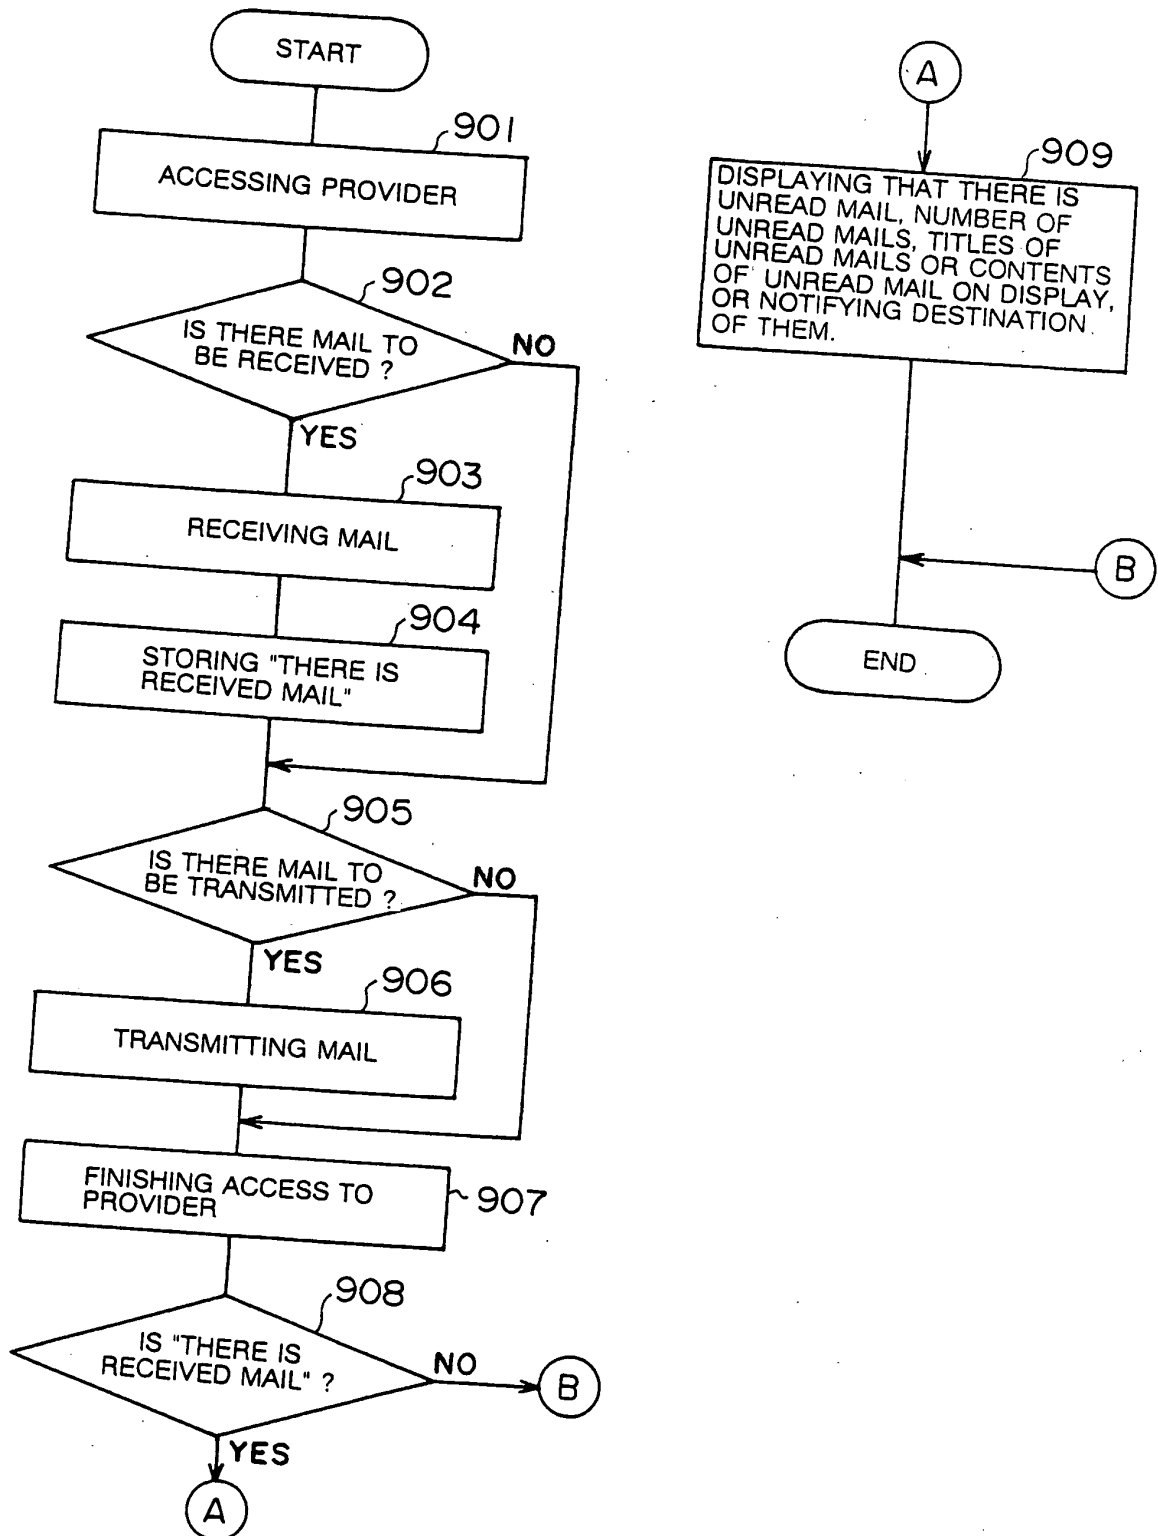 START
901
ACCESSING PROVIDER
902
IS THERE MAIL TO
BE RECEIVED ?
NO
YES
903
RECEIVING MAIL
904
STORING "THERE IS
RECEIVED MAIL"
905
IS THERE MAIL TO
BE TRANSMITTED ?
NO
YES
906
TRANSMITTING MAIL
FINISHING ACCESS TO
PROVIDER
907
908
IS "THERE IS
RECEIVED MAIL" ?
NO
B
YES
A
A
909
DISPLAYING THAT THERE IS
UNREAD MAIL, NUMBER OF
UNREAD MAILS, TITLES OF
UNREAD MAILS OR CONTENTS
OF UNREAD MAIL ON DISPLAY,
OR NOTIFYING DESTINATION
OF THEM.
B
END